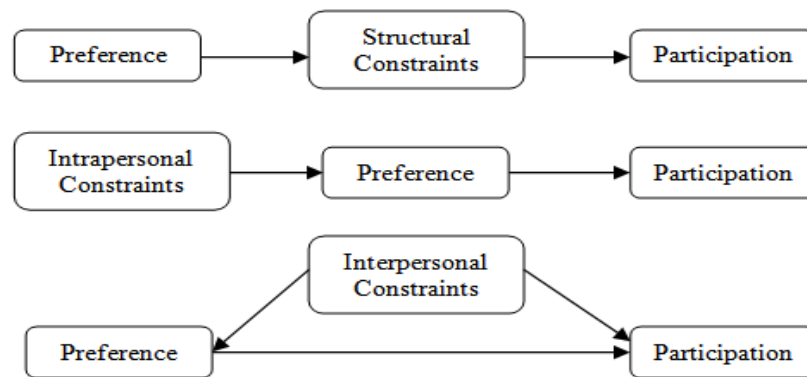 Preference
Structural
Constraints
Participation
Intrapersonal
Constraints
Preference
Participation
Interpersonal
Constraints
Preference
Participation